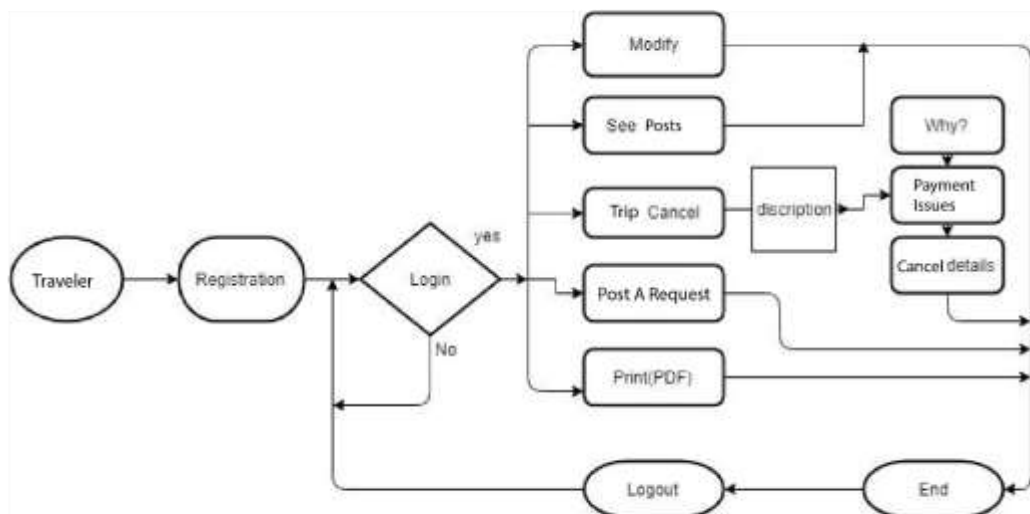 Modify
See Posts
Why?
Trip Cancel
discription
Payment
Issues
yes
Traveler
Registration
Login
Post A Request
Cancel details
No
Print(PDF)
Logout
End